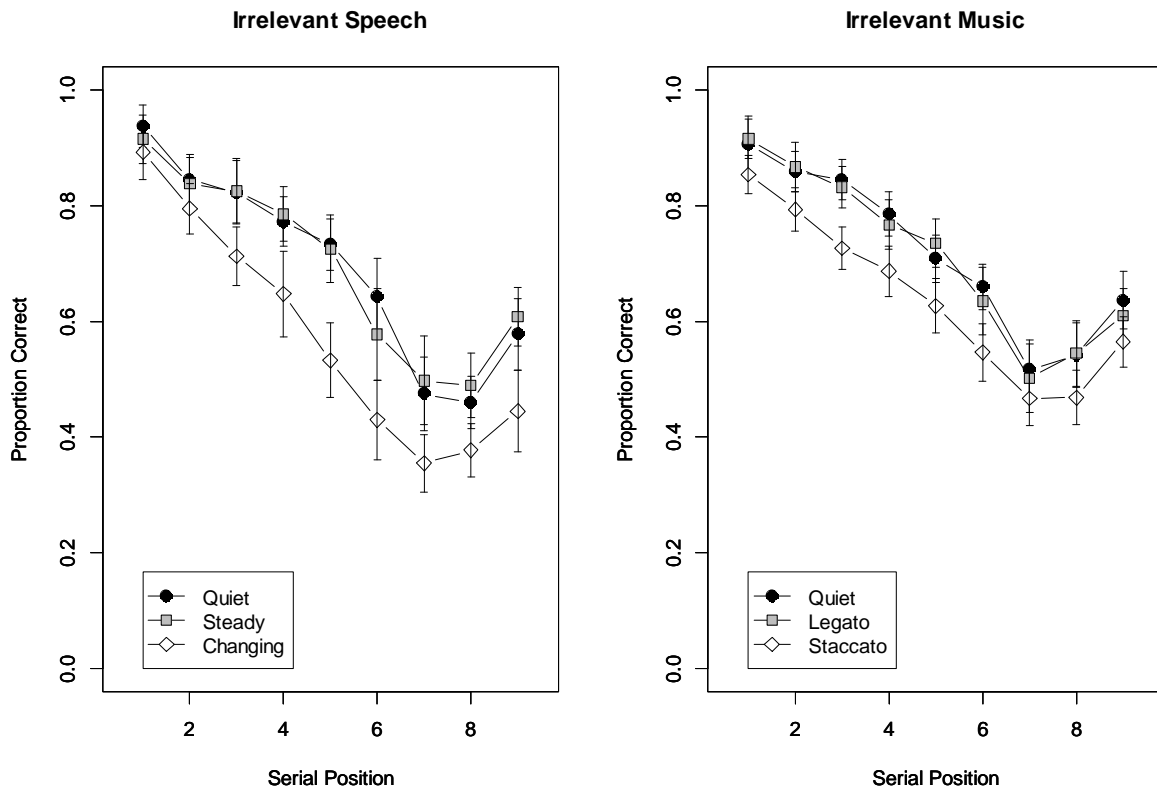 Irrelevant Speech
Proportion Correct
1.0
0.8
0.6
0.4
0.2
0.0
Quiet
Steady
Changing
2 4 6 8
Serial Position
Irrelevant Music
Proportion Correct
1.0
0.8
0.6
0.4
0.2
0.0
Quiet
Legato
Staccato
2 4 6 8
Serial Position